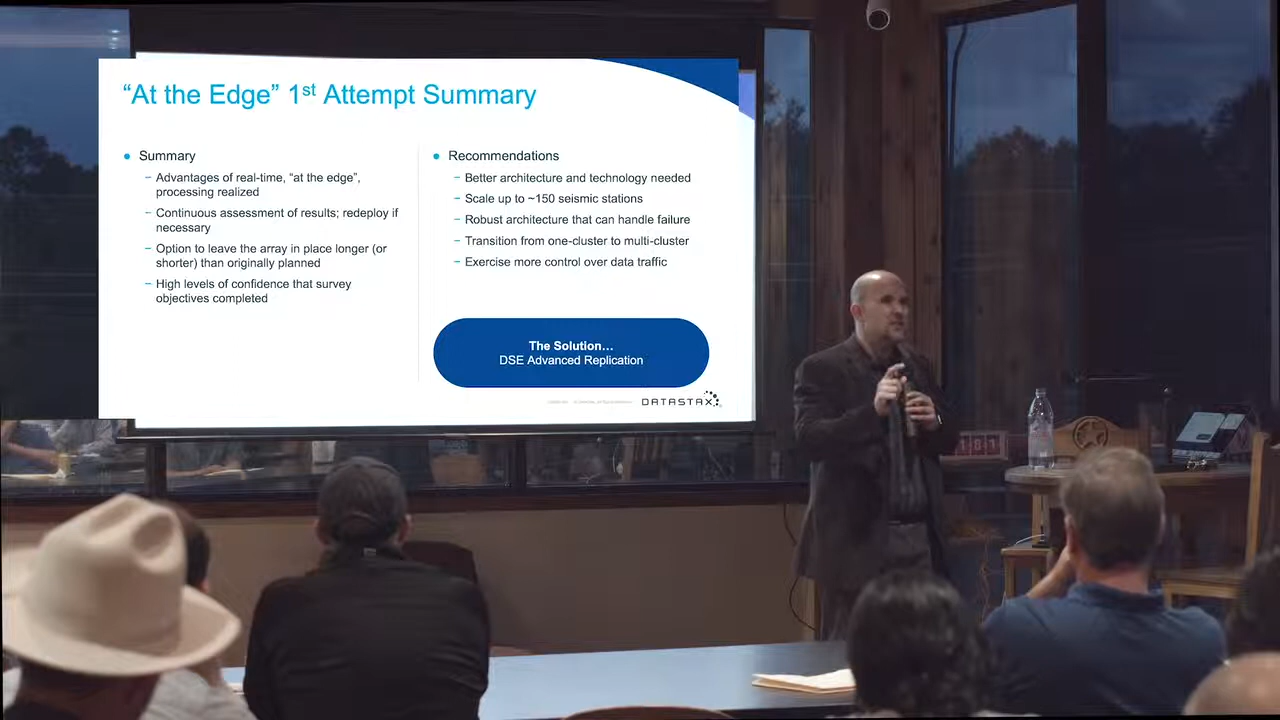 “At the Edge” 1st Attempt Summary
Summary
Advantages of real-time, “at the edge”,
processing realized
Continuous assessment of results; redeploy if
necessary
Option to leave the array in place longer (or
shorter) than originally planned
High levels of confidence that survey
objectives completed
Recommendations
Better architecture and technology needed
Scale up to ~150 seismic stations
Robust architecture that can handle failure
Transition from one-cluster to multi-cluster
Exercise more control over data traffic
The Solution…
DSE Advanced Replication
DATASTAX